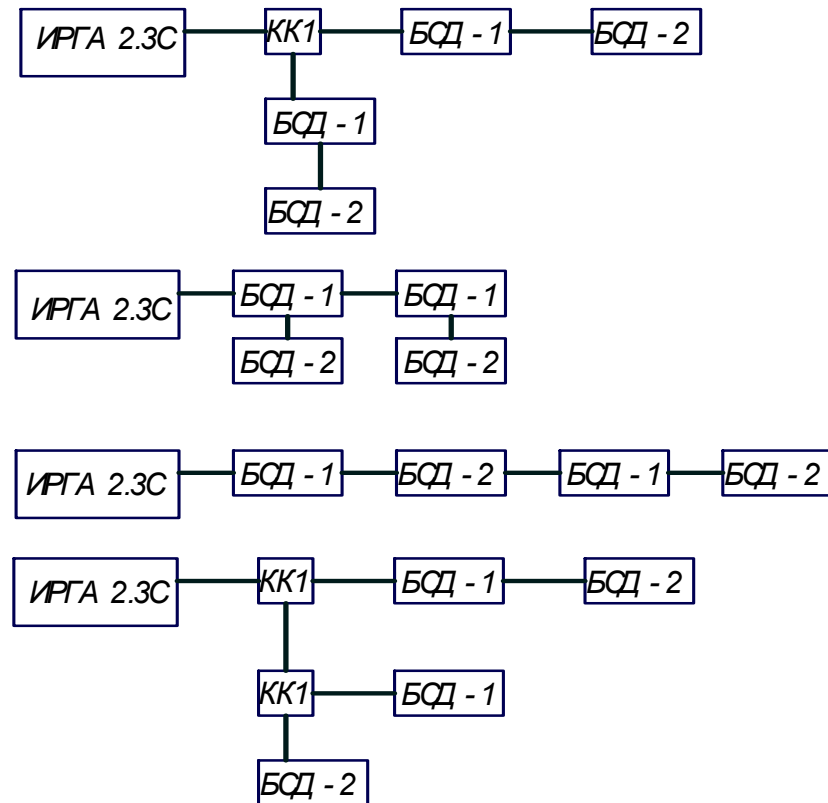 ИРГА 2.3С КК1 БСД - 1 БСД - 2
БСД - 1
БСД - 2
ИРГА 2.3С БСД - 1 БСД - 1
БСД - 2 БСД - 2
ИРГА 2.3С БСД - 1 БСД - 2 БСД - 1 БСД - 2
ИРГА 2.3С КК1 БСД - 1 БСД - 2
КК1 БСД - 1
БСД - 2